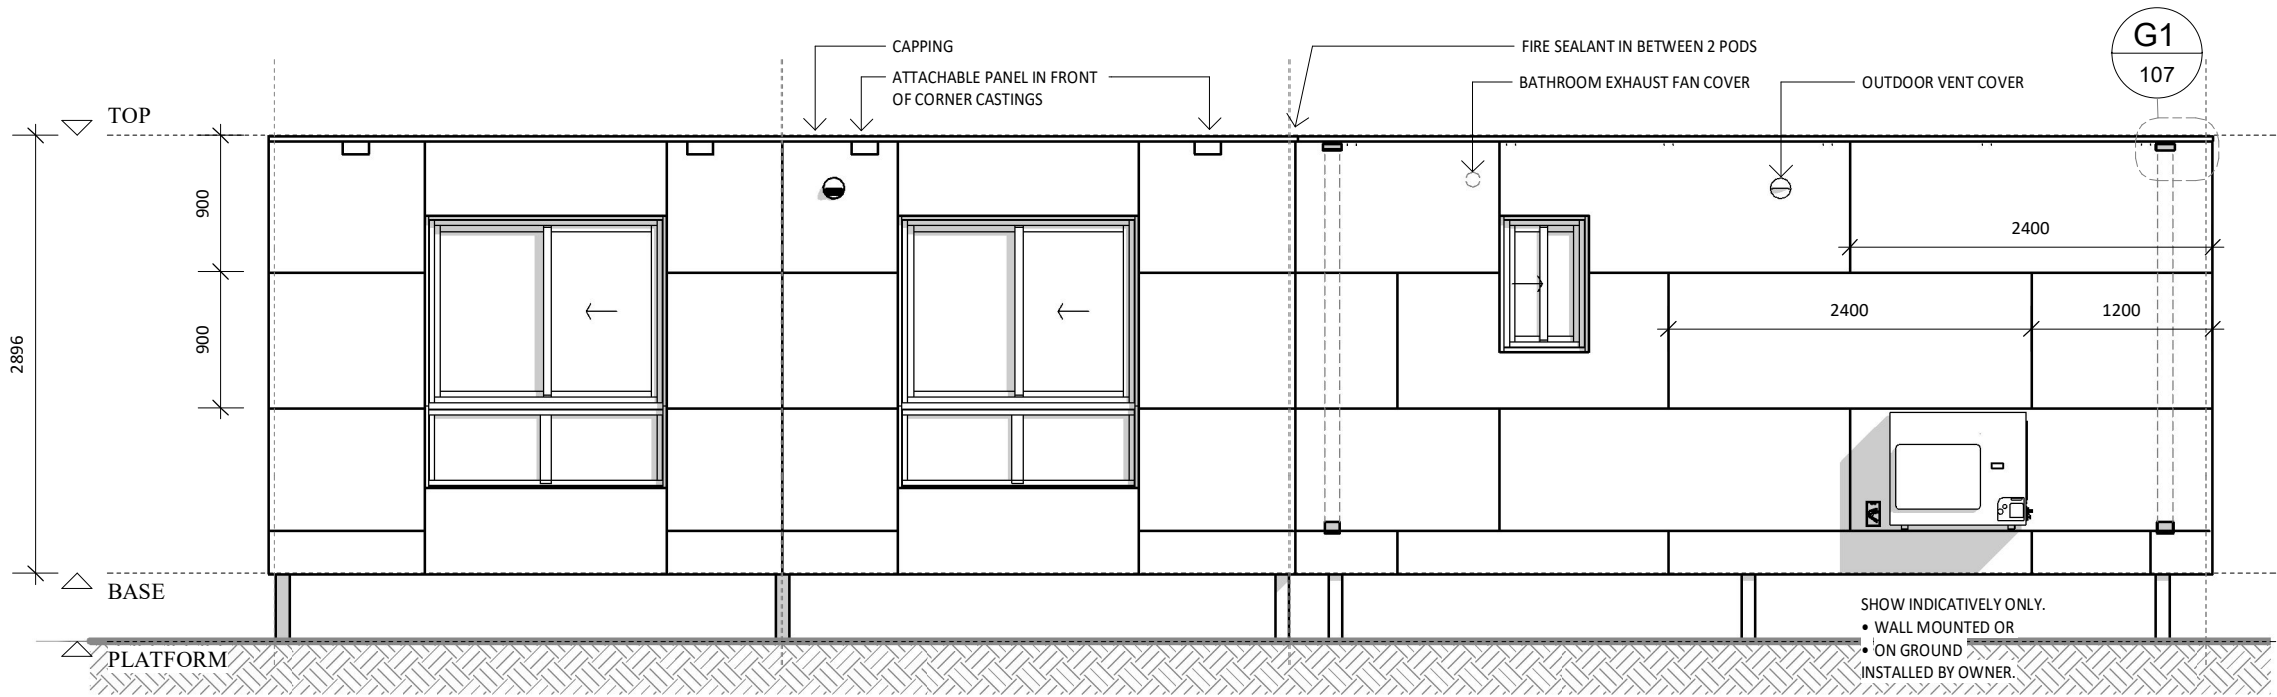 G1
107
CAPPING
FIRE SEALANT IN BETWEEN 2 PODS
ATTACHABLE PANEL IN FRONT
OF CORNER CASTINGS
BATHROOM EXHAUST FAN COVER
OUTDOOR VENT COVER
TOP
900
2400
900
2400
1200
2896
BASE
PLATFORM
SHOW INDICATIVELY ONLY.
• WALL MOUNTED OR
• ON GROUND
INSTALLED BY OWNER.